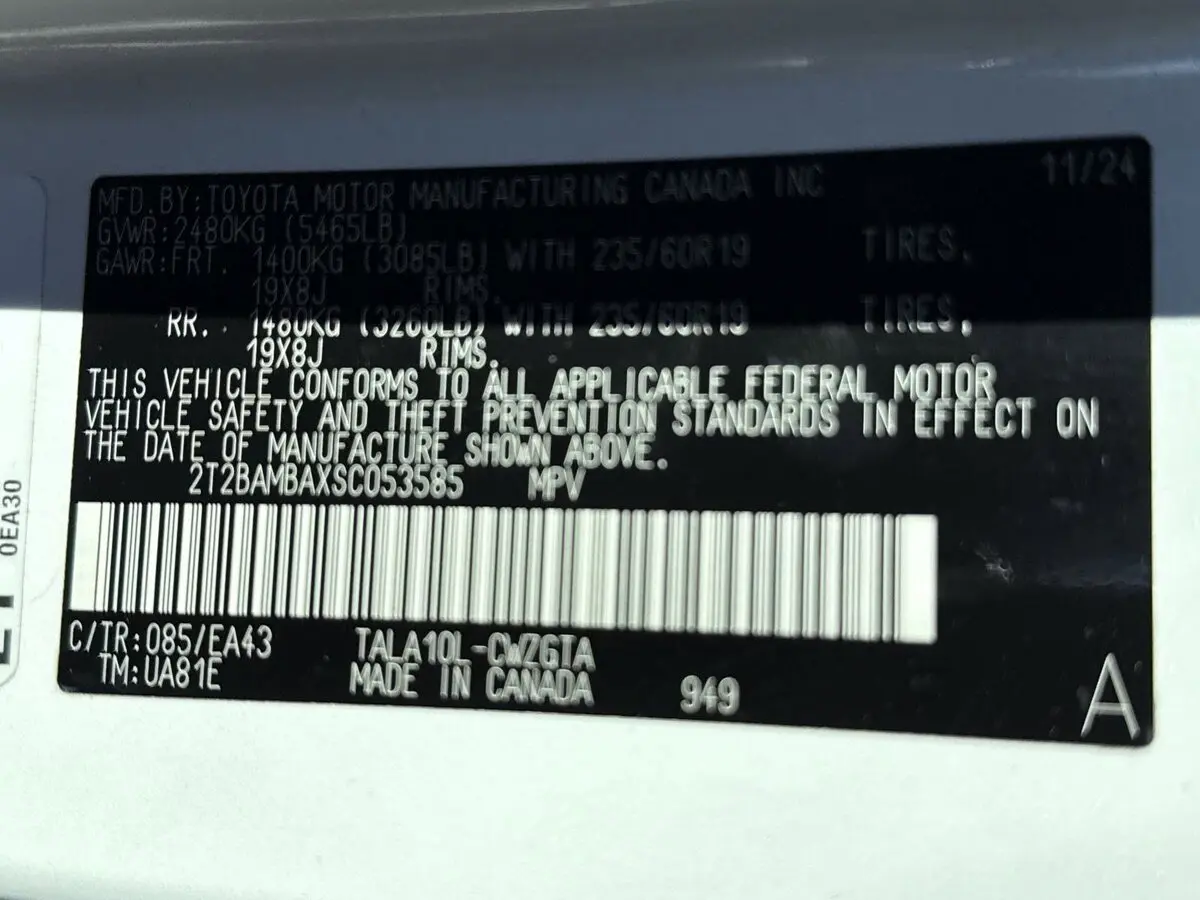 11/24
MFD.BY:TOYOTA MOTOR MANUFACTURING CANADA INC
GVWR:2480KG (5465LB)
GAWR:FRT. 1400KG (3085LB) WITH 235/60R19 TIRES,
19X8J RIMS.
RR. 1480KG (3260LB) WITH 235/60R19 TIRES,
19X8J RIMS.
THIS VEHICLE CONFORMS TO ALL APPLICABLE FEDERAL MOTOR
VEHICLE SAFETY AND THEFT PREVENTION STANDARDS IN EFFECT ON
THE DATE OF MANUFACTURE SHOWN ABOVE.
2T2BAMBAXSC053585 MPV
C/TR:085/EA43 TALA10L-CWZGTA
TM:UA81E MADE IN CANADA 949
A
0EA30